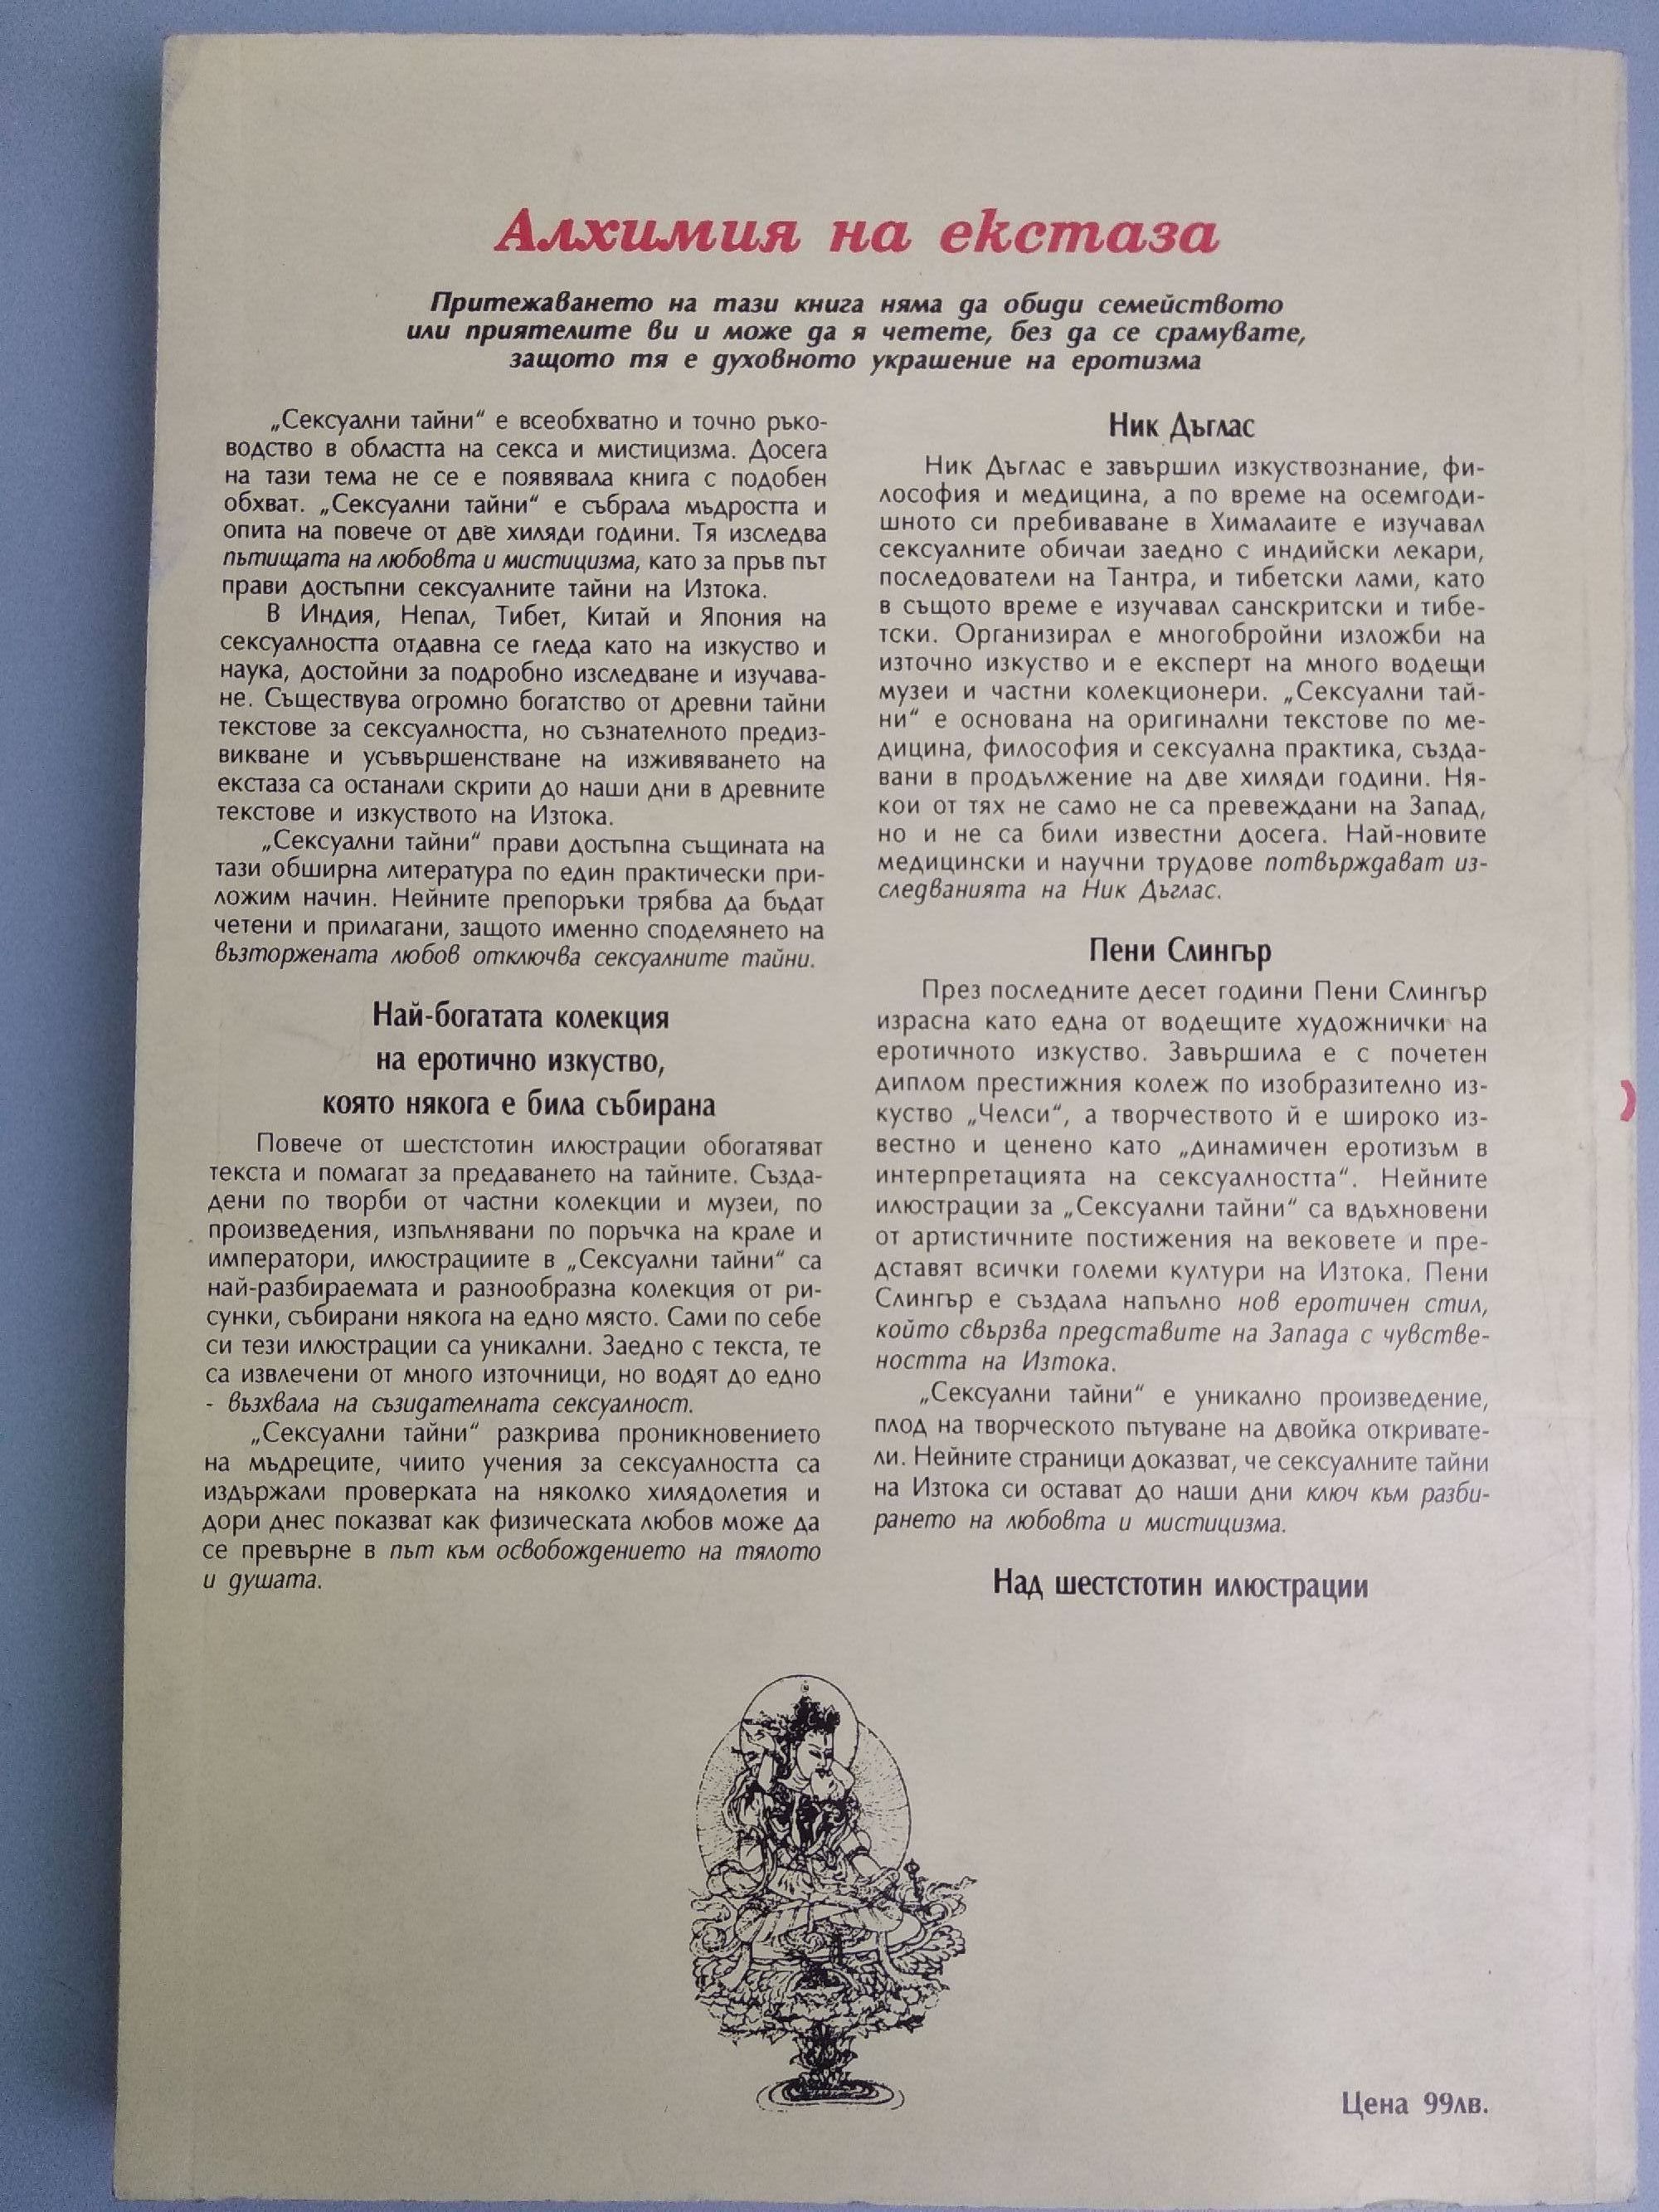 Алхимия на екстаза
Притежаването на тази книга няма да обиди семейството
или приятелите ви и може да я четете, без да се срамувате,
защото тя е духовното украшение на еротизма
„Сексуални тайни“ е всеобхватно и точно ръко-
водство в областта на секса и мистицизма. Досега
на тази тема не се е появявала книга с подобен
обхват. „Сексуални тайни“ е събрала мъдростта и
опита на повече от две хиляди години. Тя изследва
пътищата на любовта и мистицизма, като за пръв път
прави достъпни сексуалните тайни на Изтока.
В Индия, Непал, Тибет, Китай и Япония на
сексуалността отдавна се гледа като на изкуство и
наука, достойни за подробно изследване и изучава-
не. Съществува огромно богатство от древни тайни
текстове за сексуалността, но съзнателното предиз-
викване и усъвършенстване на изживяването на
екстаза са останали скрити до наши дни в древните
текстове и изкуството на Изтока.
„Сексуални тайни“ прави достъпна същината на
тази обширна литература по един практически при-
ложим начин. Нейните препоръки трябва да бъдат
четени и прилагани, защото именно споделянето на
възторжената любов отключва сексуалните тайни.
Най-богатата колекция
на еротично изкуство,
която някога е била събирана
Повече от шестстотин илюстрации обогатяват
текста и помагат за предаването на тайните. Създа-
дени по творби от частни колекции и музеи, по
произведения, изпълнявани по поръчка на крале и
императори, илюстрациите в „Сексуални тайни“ са
най-разбираемата и разнообразна колекция от ри-
сунки, събирани някога на едно място. Сами по себе
си тези илюстрации са уникални. Заедно с текста, те
са извлечени от много източници, но водят до едно
- възхвала на съзидателната сексуалност.
„Сексуални тайни“ разкрива проникновението
на мъдреците, чиито учения за сексуалността са
издържали проверката на няколко хилядолетия и
дори днес показват как физическата любов може да
се превърне в път към освобождението на тялото
и душата.
Ник Дъглас
Ник Дъглас е завършил изкуствознание, фи-
лософия и медицина, а по време на осемгоди-
шното си пребиваване в Хималаите е изучавал
сексуалните обичаи заедно с индийски лекари,
последователи на Тантра, и тибетски лами, като
в същото време е изучавал санскритски и тибе-
тски. Организирал е многобройни изложби на
източно изкуство и е експерт на много водещи
музеи и частни колекционери. „Сексуални тай-
ни“ е основана на оригинални текстове по ме-
дицина, философия и сексуална практика, създа-
вани в продължение на две хиляди години. Ня-
кои от тях не само не са превеждани на Запад,
но и не са били известни досега. Най-новите
медицински и научни трудове потвърждават из-
следванията на Ник Дъглас.
Пени Слингър
През последните десет години Пени Слингър
израсна като една от водещите художнички на
еротичното изкуство. Завършила е с почетен
диплом престижния колеж по изобразително из-
куство „Челси“, а творчеството й е широко из-
вестно и ценено като „динамичен еротизъм в
интерпретацията на сексуалността“. Нейните
илюстрации за „Сексуални тайни“ са вдъхновени
от артистичните постижения на вековете и пре-
дставят всички големи култури на Изтока. Пени
Слингър е създала напълно нов еротичен стил,
който свързва представите на Запада с чувстве-
ността на Изтока.
„Сексуални тайни“ е уникално произведение,
плод на творческото пътуване на двойка откривате-
ли. Нейните страници доказват, че сексуалните тайни
на Изтока си остават до наши дни ключ към разби-
рането на любовта и мистицизма.
Над шестстотин илюстрации
Цена 99лв.